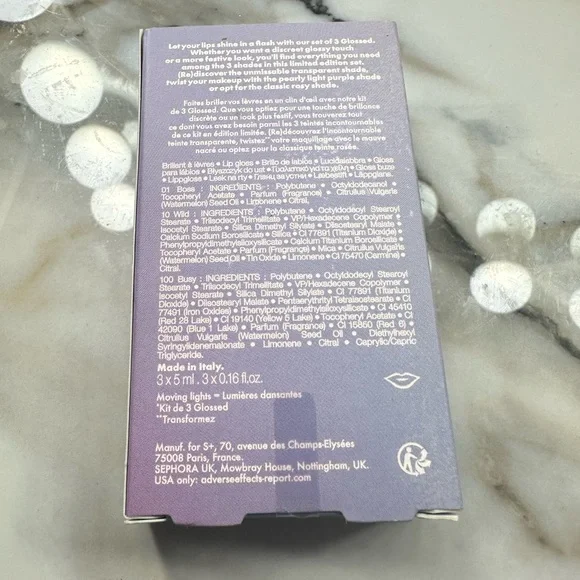 Let your lips shine in a flash with our set of 3 Glossed.
Whether you want a discreet glossy touch
or a more festive look, you'll find everything you need
among the 3 shades in this limited edition set.
(Re)discover the unmissable transparent shade,
twist your makeup with the pearly light purple shade
or opt for the classic rosy shade.
Faites briller vos lèvres en un clin d'œil avec notre kit
de 3 Glossed. Que vous optiez pour une touche de brillance
discrète ou un look plus festif, vous trouverez tout
ce dont vous avez besoin parmi les 3 teintes incontournables
de ce kit en édition limitée. (Re)découvrez l'incontournable
teinte transparente, twistez** votre maquillage avec le mauve
nacré ou optez pour la classique teinte rosée.
Brillant à lèvres • Lip gloss • Brillo de labios • Lucidalabbra • Gloss
para lábios • Błyszczyk do ust • Γυαλιστικό για τα χείλη • Gloss buze
• Lippgloss • Lesk na rty • Läppglans
01 Boss : INGREDIENTS : Polybutene • Octyldodecanol •
Tocopheryl Acetate • Parfum (Fragrance) • Citrullus Vulgaris
(Watermelon) Seed Oil • Limonene • Citral.
10 Wild : INGREDIENTS : Polybutene • Octyldodecyl Stearoyl
Stearate • Triisodecyl Trimellitate • VP/Hexadecene Copolymer •
Isocetyl Stearate • Silica Dimethyl Silylate • Diisostearyl Malate •
Calcium Sodium Borosilicate • Silica • CI 77891 (Titanium Dioxide) •
Phenylpropyldimethylsiloxysilicate • Calcium Titanium Borosilicate •
Tocopheryl Acetate • Parfum (Fragrance) • Mica • Citrullus Vulgaris
(Watermelon) Seed Oil • Tin Oxide • Limonene • CI 75470 (Carmine) •
Citral.
100 Busy : INGREDIENTS : Polybutene • Octyldodecyl Stearoyl
Stearate • Triisodecyl Trimellitate • VP/Hexadecene Copolymer •
Isocetyl Stearate • Silica Dimethyl Silylate • CI 77891 (Titanium
Dioxide) • Diisostearyl Malate • Pentaerythrityl Tetraisostearate • CI
77491 (Iron Oxides) • Phenylpropyldimethylsiloxysilicate • CI 45410
(Red 28 Lake) • CI 19140 (Yellow 5 Lake) • Tocopheryl Acetate • CI
42090 (Blue 1 Lake) • Parfum (Fragrance) • CI 15850 (Red 6) •
Citrullus Vulgaris (Watermelon) Seed Oil • Diethylhexyl
Syringylidenemalonate • Limonene • Citral • Caprylic/Capric
Triglyceride.
Made in Italy.
3 x 5 ml . 3 x 0.16 fl.oz.
Moving lights = Lumières dansantes
*Kit de 3 Glossed
**Transformez
Manuf. for S+, 70, avenue des Champs-Elysées
75008 Paris, France.
SEPHORA UK, Mowbray House, Nottingham, UK.
USA only: adverseeffects-report.com